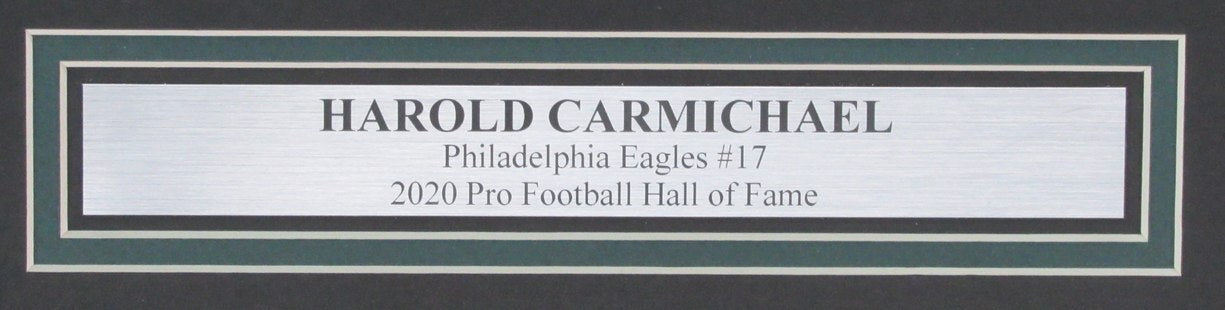 HAROLD CARMICHAEL
Philadelphia Eagles #17
2020 Pro Football Hall of Fame